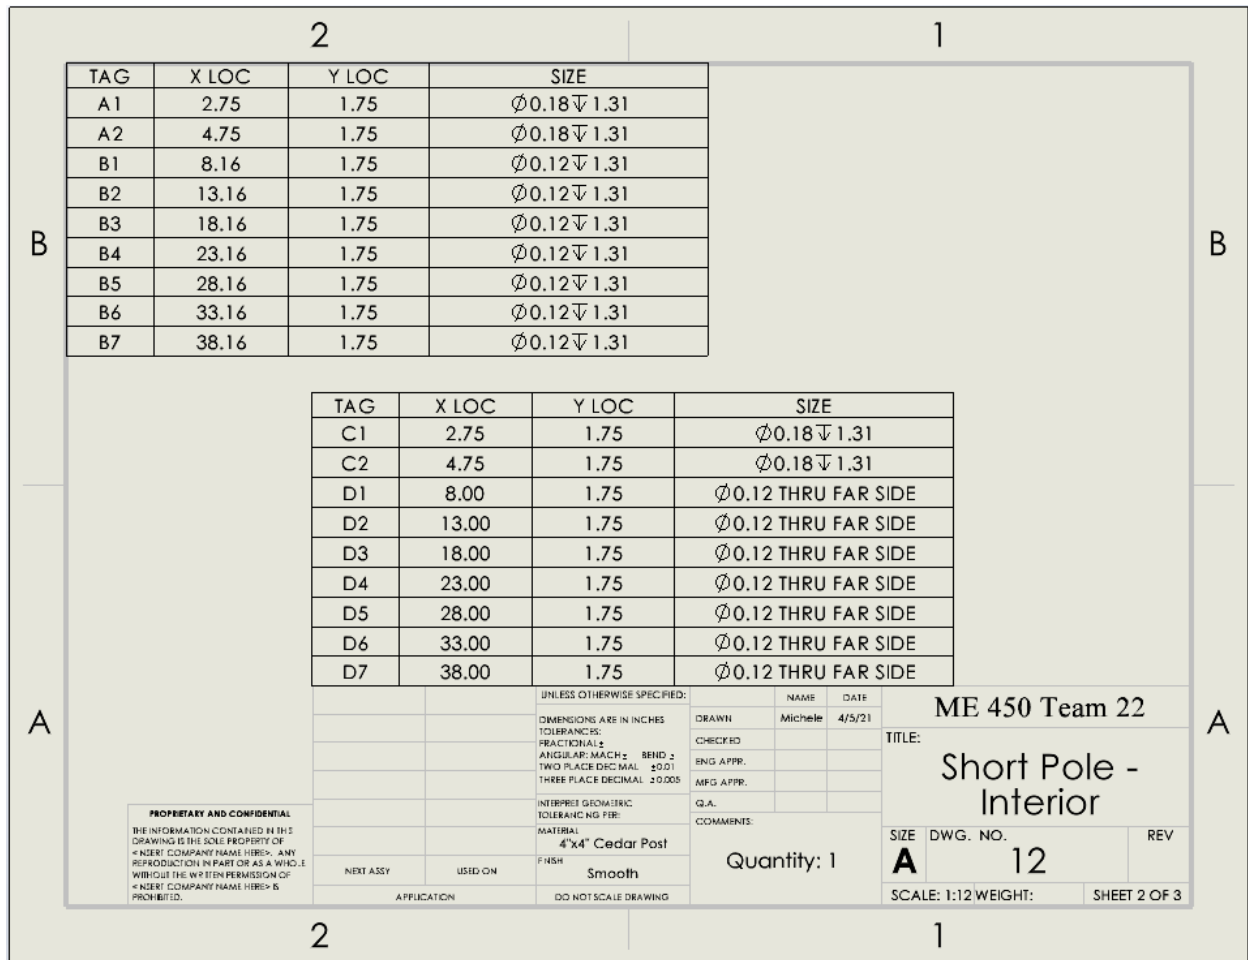 2 1
TAG X LOC Y LOC SIZE
A1 2.75 1.75 ∅0.18↧1.31
A2 4.75 1.75 ∅0.18↧1.31
B1 8.16 1.75 ∅0.12↧1.31
B2 13.16 1.75 ∅0.12↧1.31
B3 18.16 1.75 ∅0.12↧1.31
B4 23.16 1.75 ∅0.12↧1.31
B5 28.16 1.75 ∅0.12↧1.31
B6 33.16 1.75 ∅0.12↧1.31
B7 38.16 1.75 ∅0.12↧1.31
B B
TAG X LOC Y LOC SIZE
C1 2.75 1.75 ∅0.18↧1.31
C2 4.75 1.75 ∅0.18↧1.31
D1 8.00 1.75 ∅0.12 THRU FAR SIDE
D2 13.00 1.75 ∅0.12 THRU FAR SIDE
D3 18.00 1.75 ∅0.12 THRU FAR SIDE
D4 23.00 1.75 ∅0.12 THRU FAR SIDE
D5 28.00 1.75 ∅0.12 THRU FAR SIDE
D6 33.00 1.75 ∅0.12 THRU FAR SIDE
D7 38.00 1.75 ∅0.12 THRU FAR SIDE
A A
PROPRIETARY AND CONFIDENTIAL
THE INFORMATION CONTAINED IN THIS
DRAWING IS THE SOLE PROPERTY OF
<INSERT COMPANY NAME HERE>. ANY
REPRODUCTION IN PART OR AS A WHOLE
WITHOUT THE WRITTEN PERMISSION OF
<INSERT COMPANY NAME HERE> IS
PROHIBITED.
NEXT ASSY USED ON
APPLICATION
UNLESS OTHERWISE SPECIFIED:
DIMENSIONS ARE IN INCHES
TOLERANCES:
FRACTIONAL±
ANGULAR: MACH± BEND ±
TWO PLACE DECIMAL ±0.01
THREE PLACE DECIMAL ±0.005
INTERPRET GEOMETRIC
TOLERANCING PER:
MATERIAL
4"x4" Cedar Post
FINISH
Smooth
DO NOT SCALE DRAWING
NAME DATE
DRAWN Michele 4/5/21
CHECKED
ENG APPR.
MFG APPR.
Q.A.
COMMENTS:
Quantity: 1
ME 450 Team 22
TITLE:
Short Pole -
Interior
SIZE DWG. NO. REV
A 12
SCALE: 1:12 WEIGHT: SHEET 2 OF 3
2 1